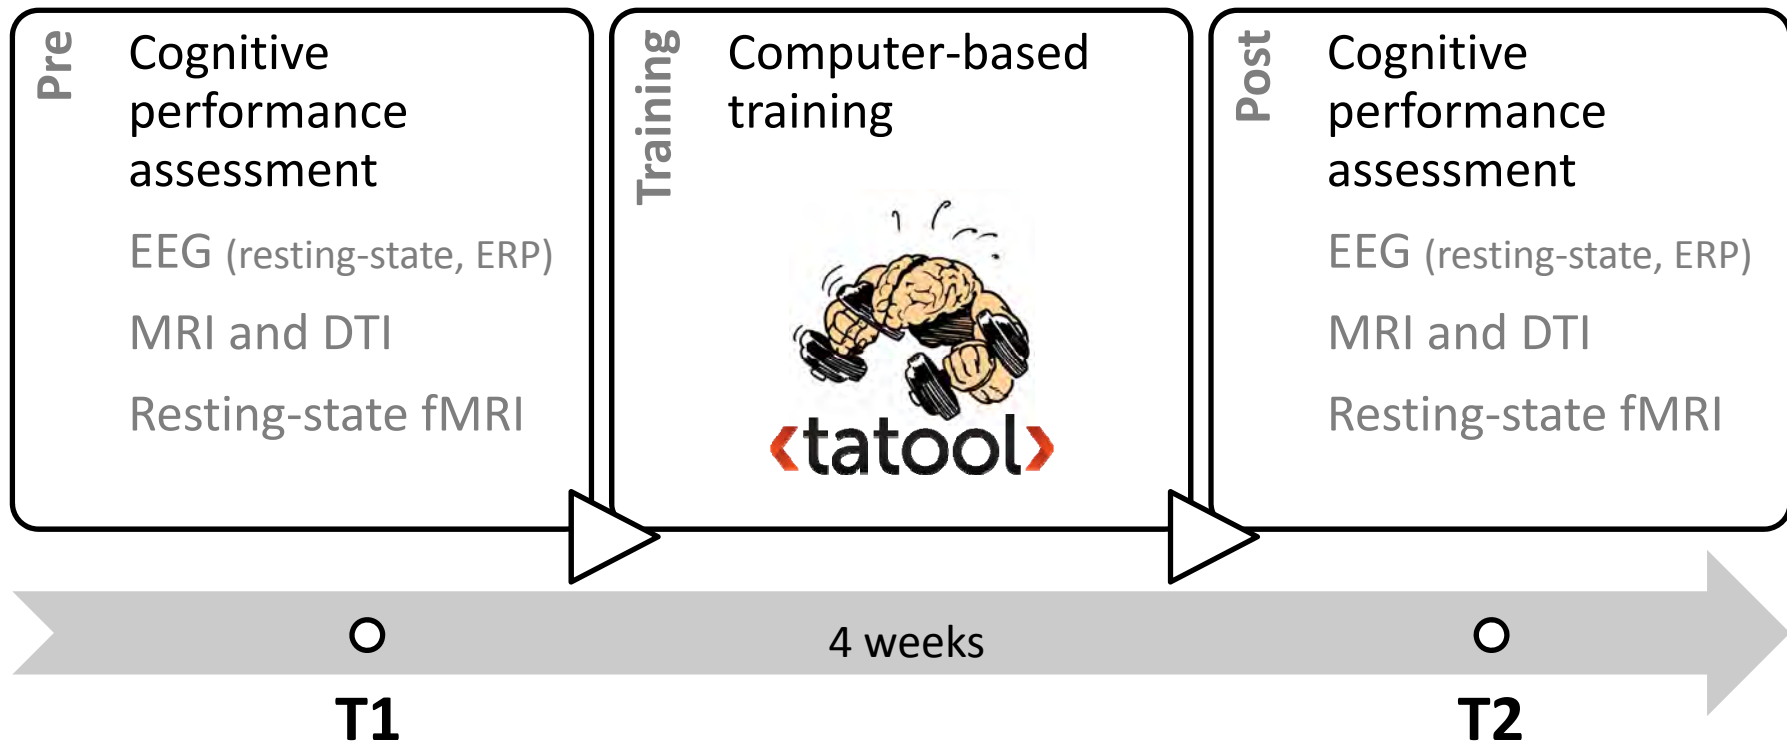 Pre
Cognitive
performance
assessment
EEG (resting-state, ERP)
MRI and DTI
Resting-state fMRI
Training
Computer-based
training
<tatool>
Post
Cognitive
performance
assessment
EEG (resting-state, ERP)
MRI and DTI
Resting-state fMRI
4 weeks
T1
T2